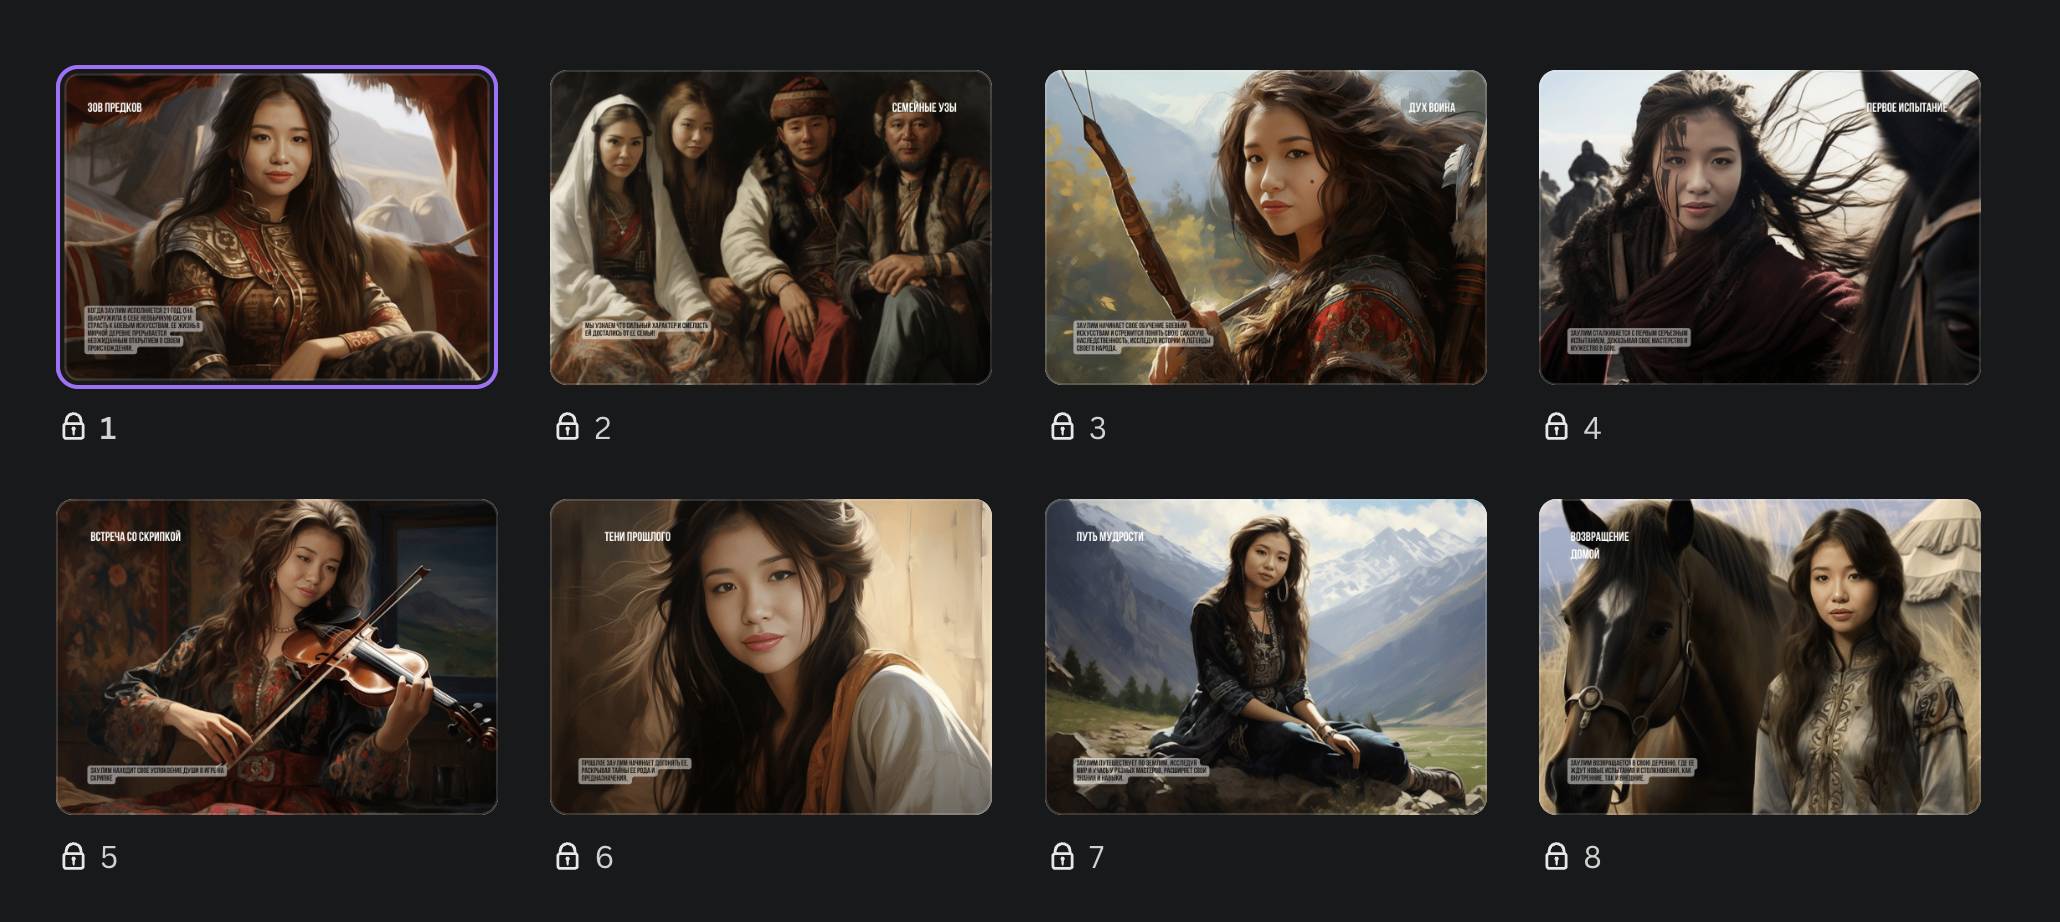 ЗОВ ПРЕДКОВ
КОГДА ЗАУЛИМ ИСПОЛНЯЕТСЯ 21 ГОД, ОНА
ОБНАРУЖИЛА В СЕБЕ НЕОБЫЧНУЮ СИЛУ И
СТРАСТЬ К БОЕВЫМ ИСКУССТВАМ. ЕЕ ЖИЗНЬ В
МИРНОЙ ДЕРЕВНЕ ПРЕРЫВАЕТСЯ
НЕОЖИДАННЫМ ОТКРЫТИЕМ О СВОЕМ
ПРОИСХОЖДЕНИИ.
1
СЕМЕЙНЫЕ УЗЫ
МЫ УЗНАЕМ ЧТО СИЛЬНЫЙ ХАРАКТЕР И СМЕЛОСТЬ
ЕЙ ДОСТАЛИСЬ ОТ ЕЕ СЕМЬИ!
2
ДУХ ВОИНА
ЗАУЛИМ НАЧИНАЕТ СВОЕ ОБУЧЕНИЕ БОЕВЫМ
ИСКУССТВАМ И СТРЕМИТСЯ ПОНЯТЬ СВОЮ САКСКУЮ
НАСЛЕДСТВЕННОСТЬ, ИССЛЕДУЯ ИСТОРИИ И ЛЕГЕНДЫ
СВОЕГО НАРОДА.
3
ПЕРВОЕ ИСПЫТАНИЕ
ЗАУЛИМ СТАЛКИВАЕТСЯ С ПЕРВЫМ СЕРЬЕЗНЫМ
ИСПЫТАНИЕМ, ДОКАЗЫВАЯ СВОЕ МАСТЕРСТВО И
МУЖЕСТВО В БОЮ.
4
ВСТРЕЧА СО СКРИПКОЙ
ЗАУЛИМ НАХОДИТ СВОЕ УСПОКОЕНИЕ ДУШИ В ИГРЕ НА
СКРИПКЕ
5
ТЕНИ ПРОШЛОГО
ПРОШЛОЕ ЗАУЛИМ НАЧИНАЕТ ДОГОНЯТЬ ЕЕ,
РАСКРЫВАЯ ТАЙНЫ ЕЕ РОДА И
ПРЕДНАЗНАЧЕНИЯ.
6
ПУТЬ МУДРОСТИ
ЗАУЛИМ ПУТЕШЕСТВУЕТ ПО ЗЕМЛЯМ, ИССЛЕДУЯ
МИР И УЧАСЬ У РАЗНЫХ МАСТЕРОВ, РАСШИРЯЕТ СВОИ
ЗНАНИЯ И НАВЫКИ.
7
ВОЗВРАЩЕНИЕ
ДОМОЙ
ЗАУЛИМ ВОЗВРАЩАЕТСЯ В СВОЮ ДЕРЕВНЮ, ГДЕ ЕЕ
ЖДУТ НОВЫЕ ИСПЫТАНИЯ И СТОЛКНОВЕНИЯ, КАК
ВНУТРЕННИЕ, ТАК И ВНЕШНИЕ.
8